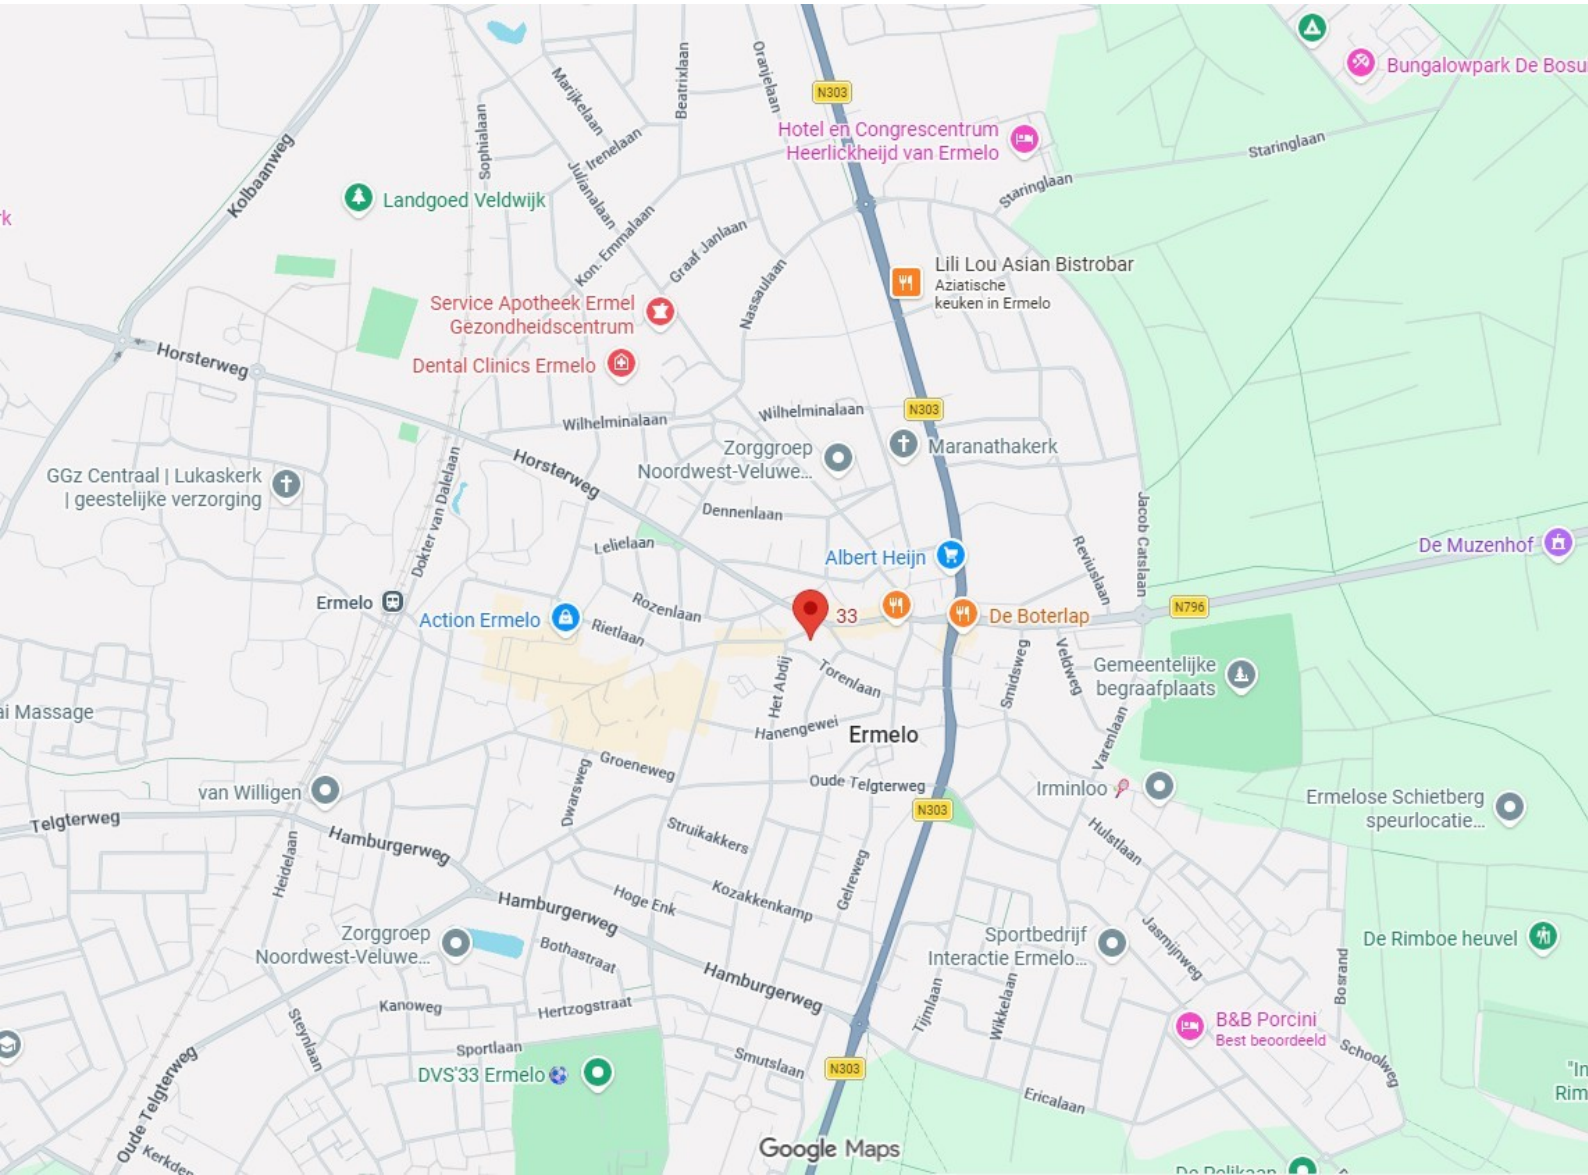 N303
Bungalowpark De Bosu
Marijkelaan
Beatrixlaan
Oranjelaan
Hotel en Congrescentrum
Heerlickheijd van Ermelo
Staringlaan
Sophialaan
Irenelaan
Julianalaan
Kolbaanweg
Landgoed Veldwijk
Staringlaan
rk
Kon. Emmalaan
Graaf Janlaan
Nassaulaan
Lili Lou Asian Bistrobar
Aziatische
keuken in Ermelo
Service Apotheek Ermel
Gezondheidscentrum
Dental Clinics Ermelo
Horsterweg
Wilhelminalaan
Wilhelminalaan
N303
Zorggroep
Noordwest-Veluwe...
Maranathakerk
GGz Centraal | Lukaskerk
| geestelijke verzorging
Horsterweg
Dokter van Dalelaan
Dennenlaan
Jacob Catslaan
Lelielaan
Albert Heijn
Reviuslaan
De Muzenhof
Ermelo
Action Ermelo
Rozenlaan
Rietlaan
33
De Boterlap
N796
Het Abdij
Torenlaan
Smidsweg
Veldweg
Gemeentelijke
begraafplaats
ai Massage
Hanengewei
Ermelo
Varenlaan
Groeneweg
Oude Telgterweg
van Willigen
Dwarsweg
Irminloo
N303
Ermelose Schietberg
speurlocatie...
Telgterweg
Hamburgerweg
Struikakkers
Hulstlaan
Heidelaan
Hoge Enk
Kozakkenkamp
Gelreweg
Hamburgerweg
Zorggroep
Noordwest-Veluwe...
Bothastraat
Sportbedrijf
Interactie Ermelo...
Jasmijnweg
De Rimboe heuvel
Hamburgerweg
Kanoweg
Hertzogstraat
Tijmlaan
Wikkelaan
Bosrand
Steynlaan
B&B Porcini
Best beoordeeld
Sportlaan
Smutslaan
N303
Schoolweg
DVS'33 Ermelo
"In
Rim
Oude Telgterweg
Ericalaan
Kerkden
Google Maps
De Pelikaan